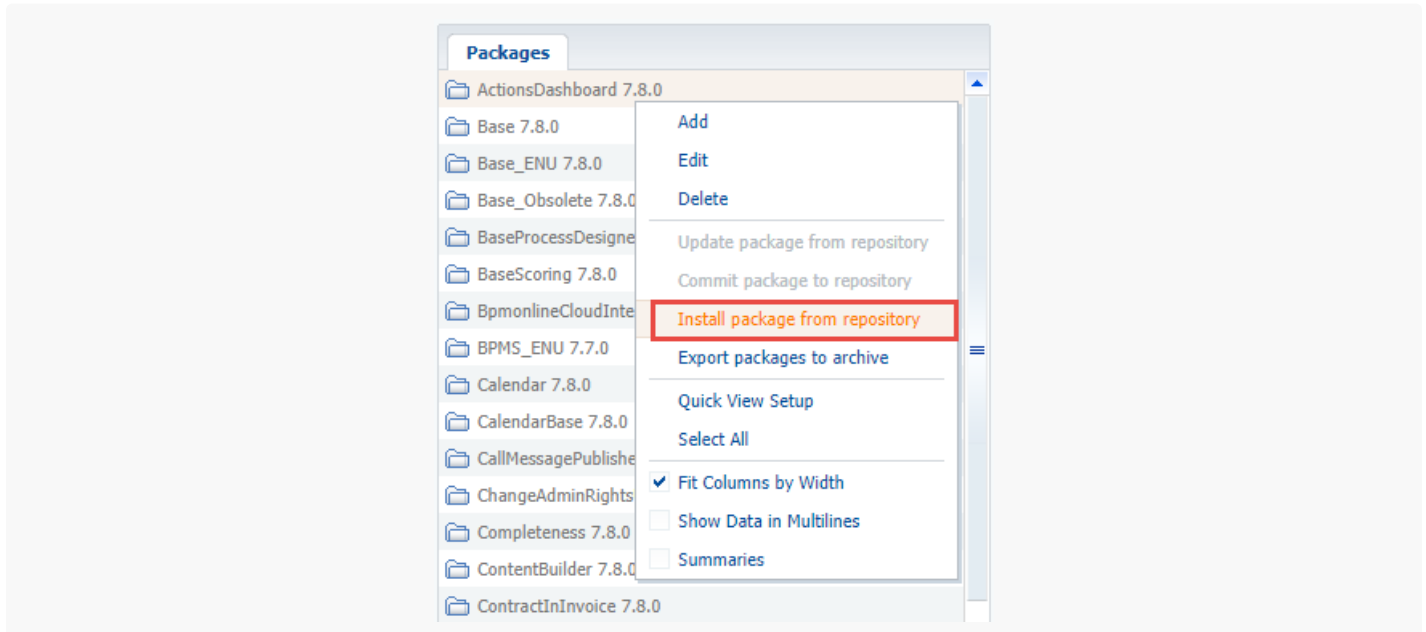 Packages
ActionsDashboard 7.8.0
Base 7.8.0
Base_ENU 7.8.0
Base_Obsolete 7.8.0
BaseProcessDesigne
BaseScoring 7.8.0
BpmonlineCloudInte
BPMS_ENU 7.7.0
Calendar 7.8.0
CalendarBase 7.8.0
CallMessagePublishe
ChangeAdminRights
Completeness 7.8.0
ContentBuilder 7.8.0
ContractInInvoice 7.8.0
Add
Edit
Delete
Update package from repository
Commit package to repository
Install package from repository
Export packages to archive
Quick View Setup
Select All
Fit Columns by Width
Show Data in Multilines
Summaries